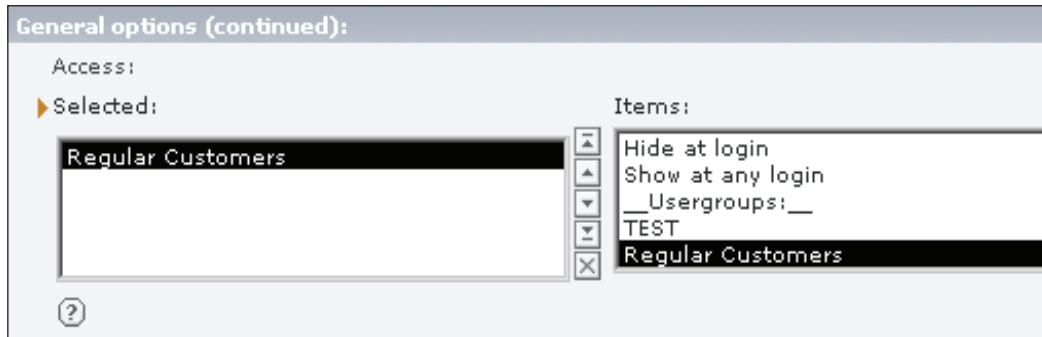 General options (continued):
Access:
Selected:
Regular Customers
Items:
Hide at login
Show at any login
__Usergroups:__
TEST
Regular Customers
?